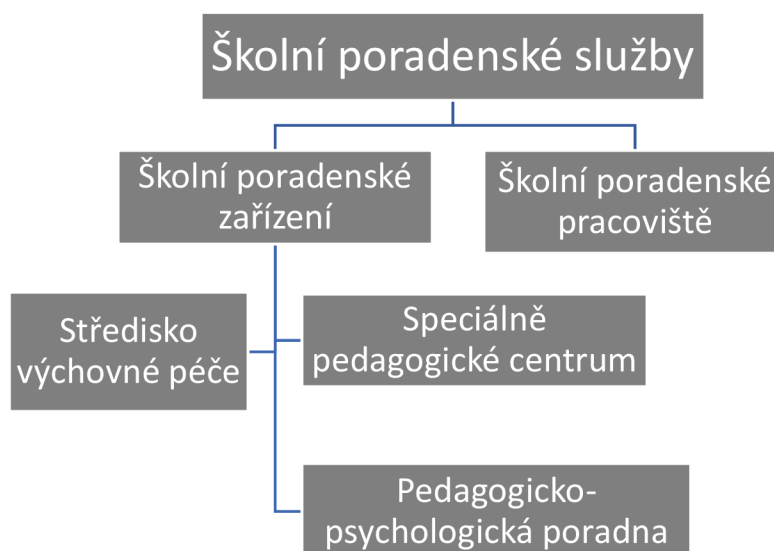 Školní poradenské služby
Školní poradenské
zařízení
Školní poradenské
pracoviště
Středisko
výchovné péče
Speciálně
pedagogické centrum
Pedagogicko-
psychologická poradna